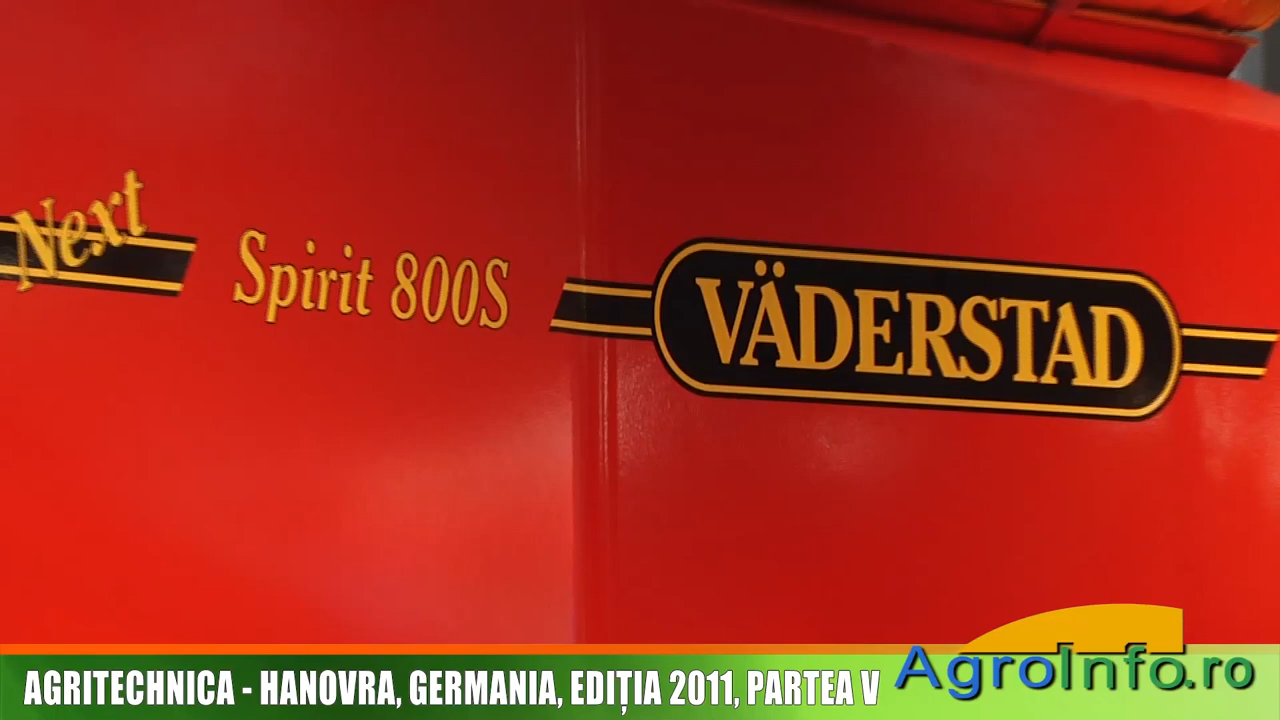 Next
Spirit 800S
VÄDERSTAD
AGRITECHNICA - HANOVRA, GERMANIA, EDIȚIA 2011, PARTEA V
AgroInfo.ro